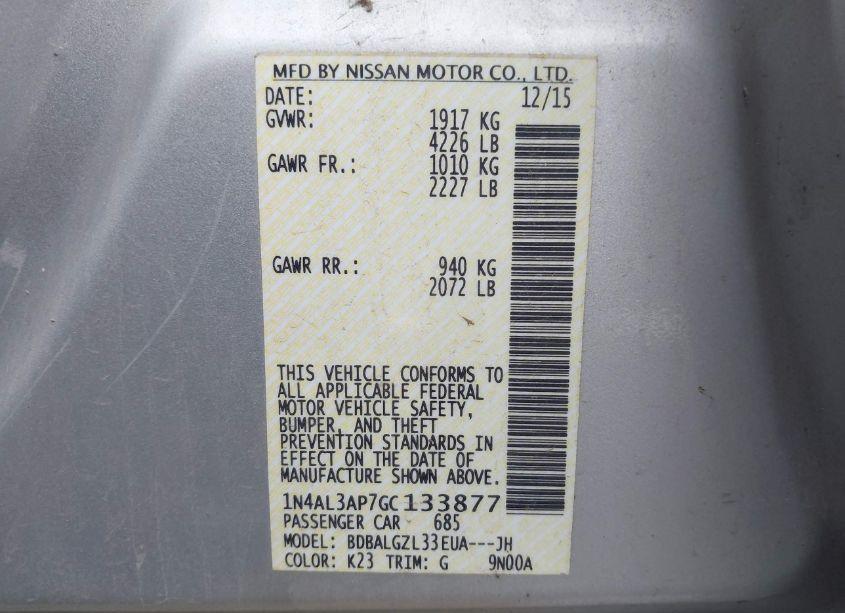 MFD BY NISSAN MOTOR CO., LTD.
DATE: 12/15
GVWR: 1917 KG
4226 LB
GAWR FR.: 1010 KG
2227 LB
GAWR RR.: 940 KG
2072 LB
THIS VEHICLE CONFORMS TO
ALL APPLICABLE FEDERAL
MOTOR VEHICLE SAFETY,
BUMPER, AND THEFT
PREVENTION STANDARDS IN
EFFECT ON THE DATE OF
MANUFACTURE SHOWN ABOVE.
1N4AL3AP7GC133877
PASSENGER CAR 685
MODEL: BDBALGZL33EUA---JH
COLOR: K23 TRIM: G 9N00A